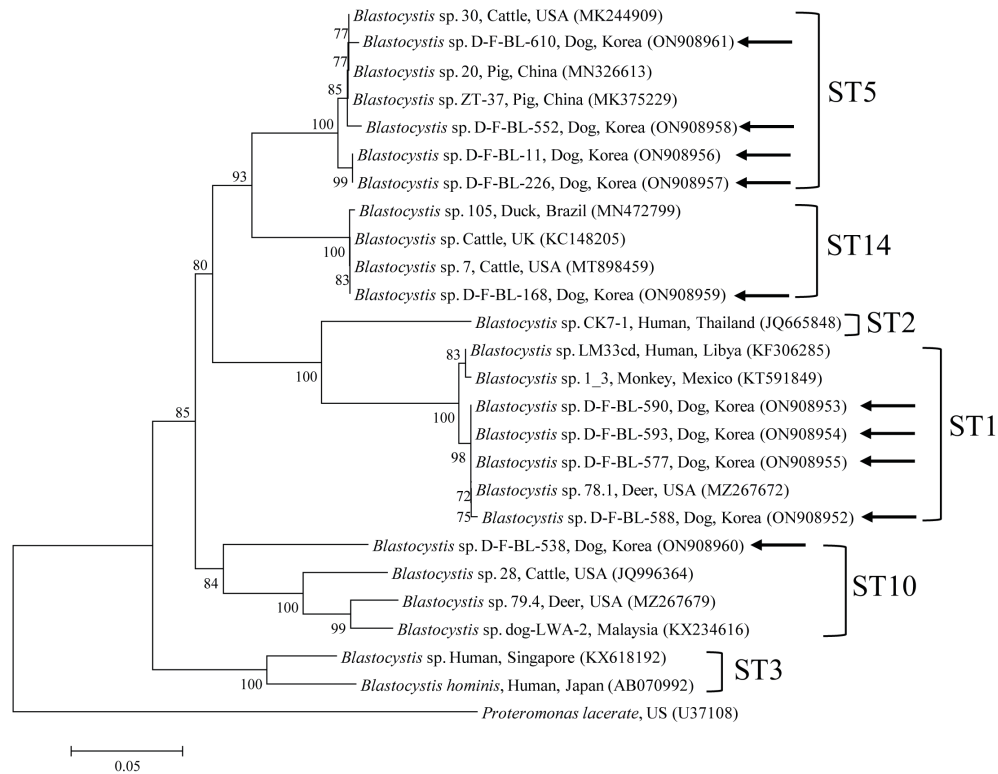 Blastocystis sp. 30, Cattle, USA (MK244909)
77
Blastocystis sp. D-F-BL-610, Dog, Korea (ON908961)
77
Blastocystis sp. 20, Pig, China (MN326613)
85
ST5
Blastocystis sp. ZT-37, Pig, China (MK375229)
100
Blastocystis sp. D-F-BL-552, Dog, Korea (ON908958)
Blastocystis sp. D-F-BL-11, Dog, Korea (ON908956)
93
99
Blastocystis sp. D-F-BL-226, Dog, Korea (ON908957)
Blastocystis sp. 105, Duck, Brazil (MN472799)
Blastocystis sp. Cattle, UK (KC148205)
ST14
100
80
Blastocystis sp. 7, Cattle, USA (MT898459)
83
Blastocystis sp. D-F-BL-168, Dog, Korea (ON908959)
Blastocystis sp. CK7-1, Human, Thailand (JQ665848)
ST2
83
Blastocystis sp. LM33cd, Human, Libya (KF306285)
100
Blastocystis sp. 1_3, Monkey, Mexico (KT591849)
Blastocystis sp. D-F-BL-590, Dog, Korea (ON908953)
85
100
ST1
Blastocystis sp. D-F-BL-593, Dog, Korea (ON908954)
98
Blastocystis sp. D-F-BL-577, Dog, Korea (ON908955)
72
Blastocystis sp. 78.1, Deer, USA (MZ267672)
75
Blastocystis sp. D-F-BL-588, Dog, Korea (ON908952)
Blastocystis sp. D-F-BL-538, Dog, Korea (ON908960)
84
Blastocystis sp. 28, Cattle, USA (JQ996364)
ST10
100
Blastocystis sp. 79.4, Deer, USA (MZ267679)
99
Blastocystis sp. dog-LWA-2, Malaysia (KX234616)
Blastocystis sp. Human, Singapore (KX618192)
ST3
100
Blastocystis hominis, Human, Japan (AB070992)
Proteromonas lacerate, US (U37108)
0.05